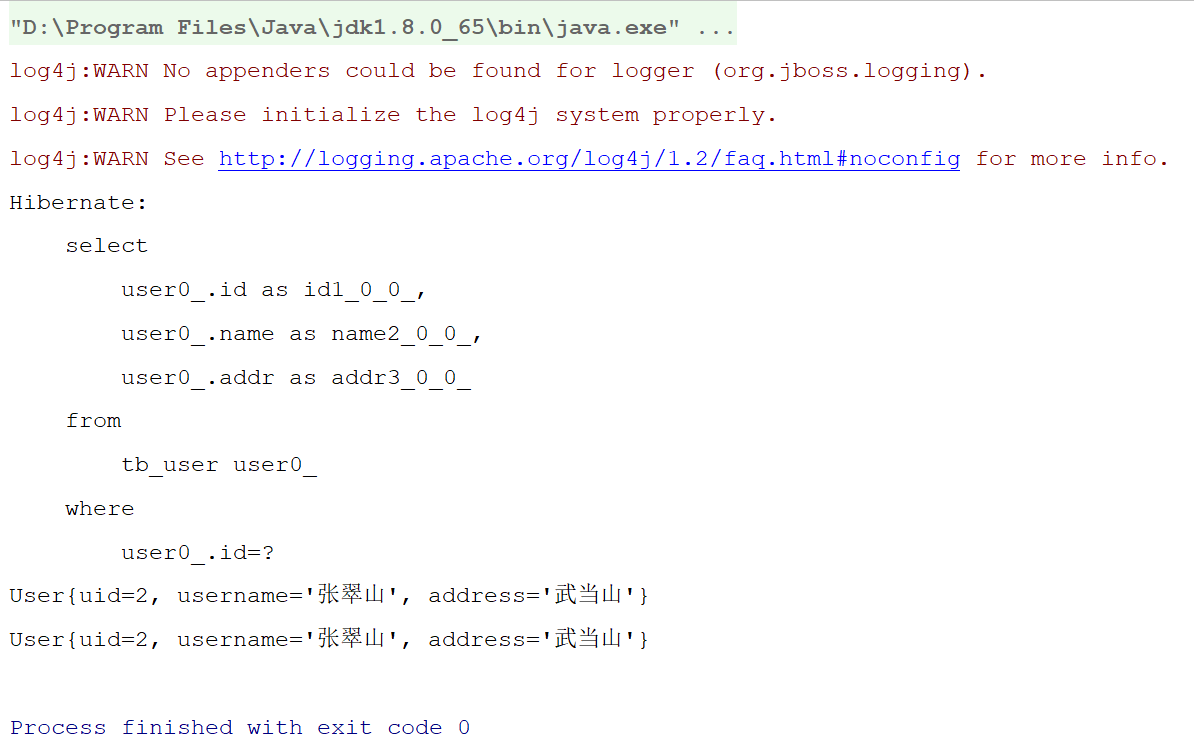 "D:\Program Files\Java\jdk1.8.0_65\bin\java.exe" ...
log4j:WARN No appenders could be found for logger (org.jboss.logging).
log4j:WARN Please initialize the log4j system properly.
log4j:WARN See http://logging.apache.org/log4j/1.2/faq.html#noconfig for more info.
Hibernate:
    select
        user0_.id as id1_0_0_,
        user0_.name as name2_0_0_,
        user0_.addr as addr3_0_0_
    from
        tb_user user0_
    where
        user0_.id=?
User{uid=2, username='张翠山', address='武当山'}
User{uid=2, username='张翠山', address='武当山'}
Process finished with exit code 0